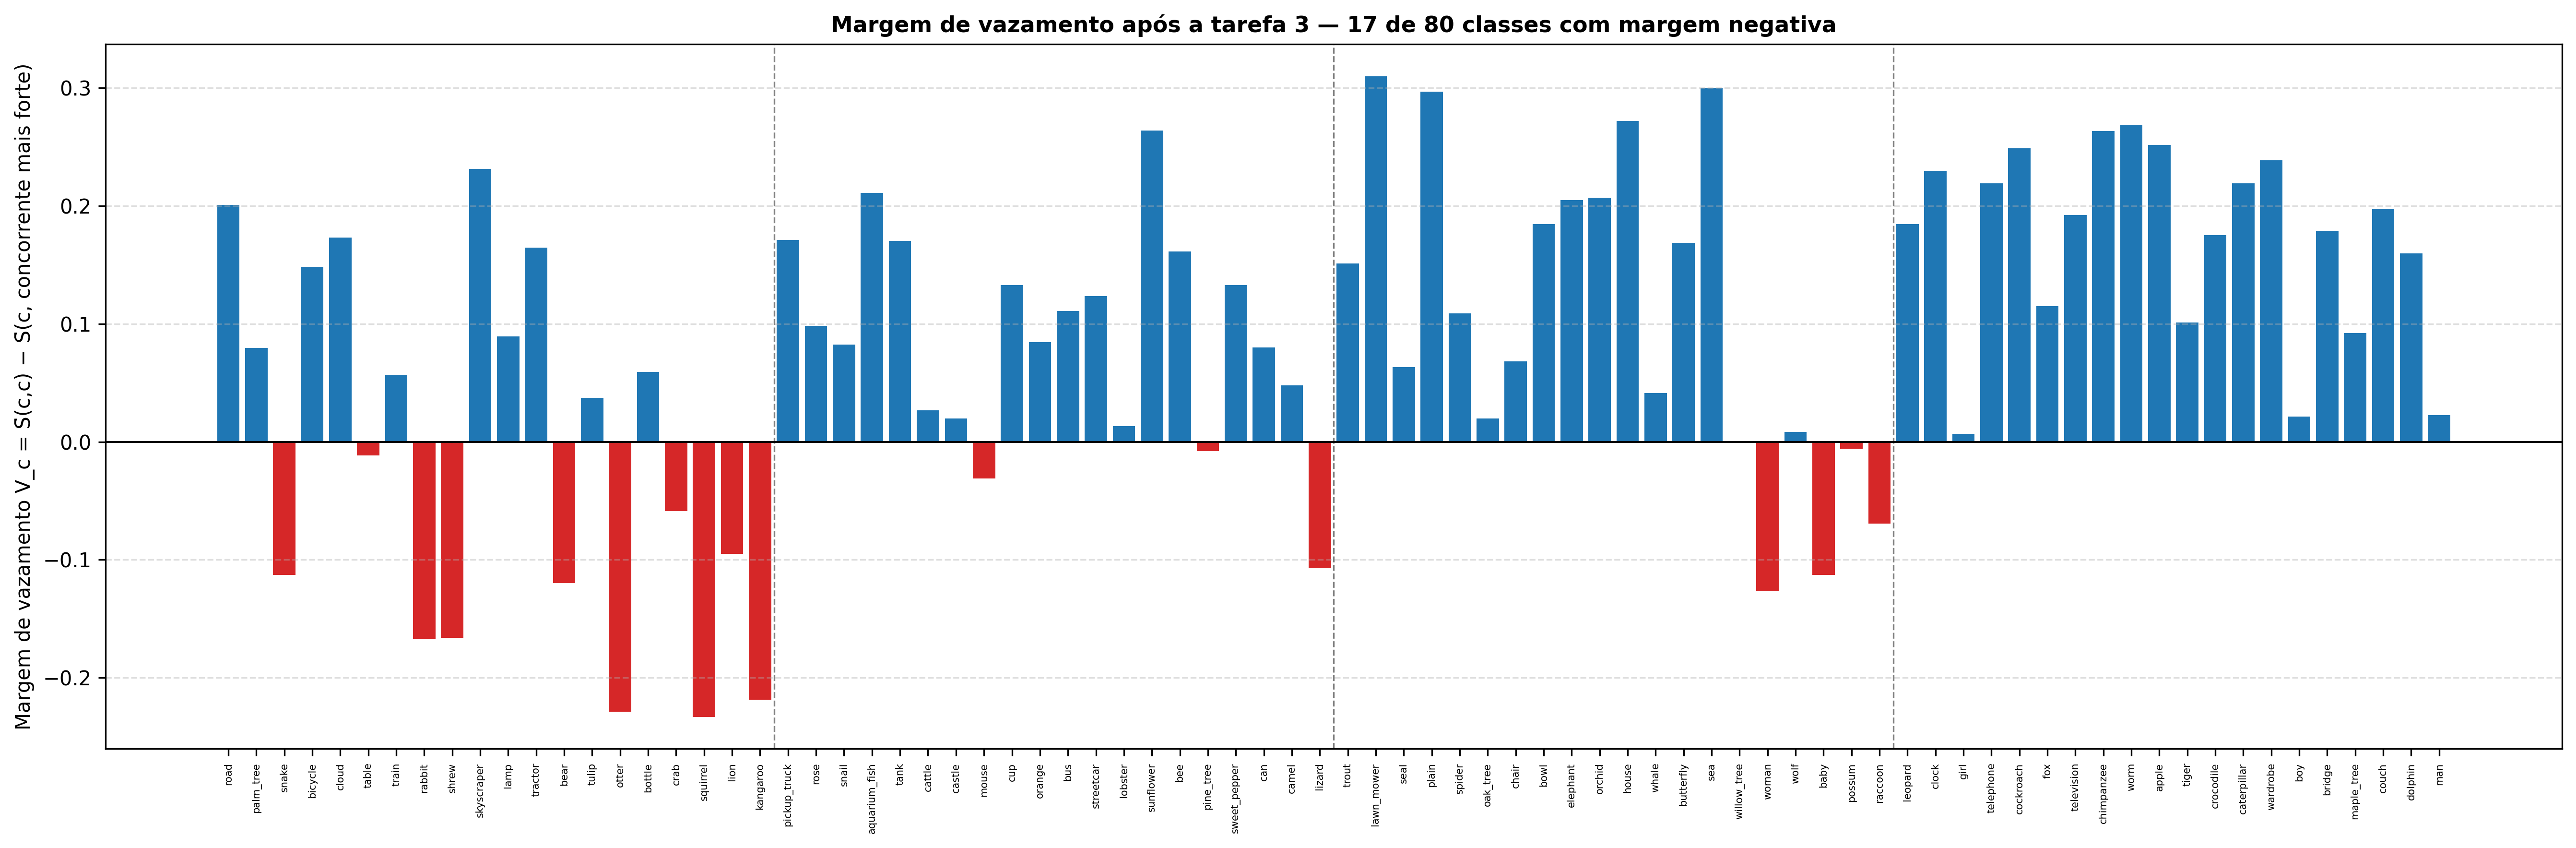 Margem de vazamento após a tarefa 3 — 17 de 80 classes com margem negativa
Margem de vazamento V_c = S(c,c) − S(c, concorrente mais forte)
0.3
0.2
0.1
0.0
−0.1
−0.2
road
palm_tree
snake
bicycle
cloud
table
train
rabbit
shrew
skyscraper
lamp
tractor
bear
tulip
otter
bottle
crab
squirrel
lion
kangaroo
pickup_truck
rose
snail
aquarium_fish
tank
cattle
castle
mouse
cup
orange
bus
streetcar
lobster
sunflower
bee
pine_tree
sweet_pepper
can
camel
lizard
trout
lawn_mower
seal
plain
spider
oak_tree
chair
bowl
elephant
orchid
house
whale
butterfly
sea
willow_tree
woman
wolf
baby
possum
raccoon
leopard
clock
girl
telephone
cockroach
fox
television
chimpanzee
worm
apple
tiger
crocodile
caterpillar
wardrobe
boy
bridge
maple_tree
couch
dolphin
man